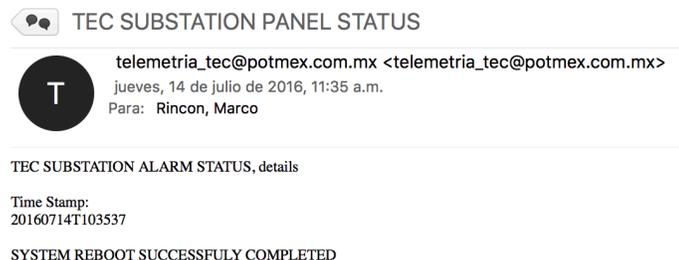 TEC SUBSTATION PANEL STATUS
T
telemetria_tec@potmex.com.mx <telemetria_tec@potmex.com.mx>
jueves, 14 de julio de 2016, 11:35 a.m.
Para: Rincon, Marco
TEC SUBSTATION ALARM STATUS, details
Time Stamp:
20160714T103537
SYSTEM REBOOT SUCCESSFULY COMPLETED